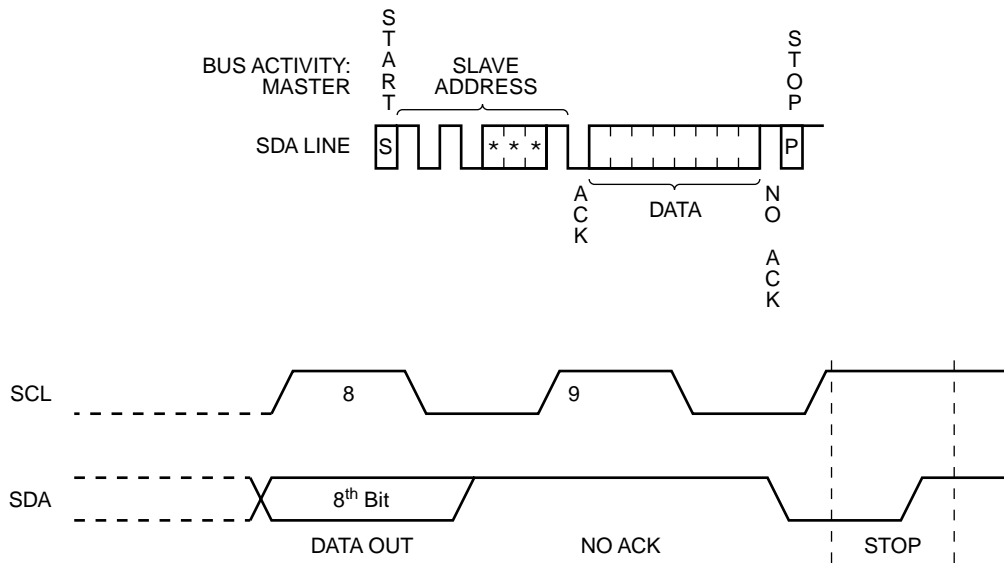 START
STOP
BUS ACTIVITY:
MASTER
SLAVE
ADDRESS
SDA LINE
S
* * *
P
ACK
DATA
NO ACK
SCL
8
9
SDA
8th Bit
DATA OUT
NO ACK
STOP